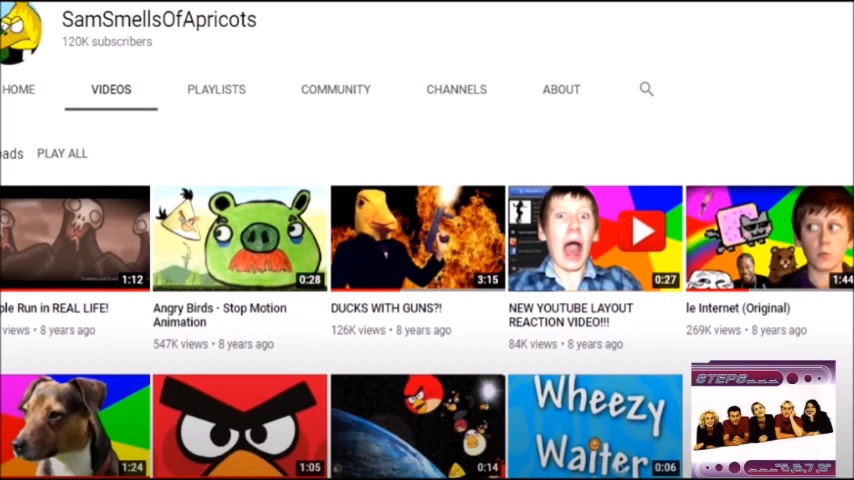 SamSmellsOfApricots
120K subscribers
HOME VIDEOS PLAYLISTS COMMUNITY CHANNELS ABOUT
PLAY ALL
1:12 0:28 3:15 0:27 1:44
Run in REAL LIFE!
views • 8 years ago
Angry Birds - Stop Motion
Animation
547K views • 8 years ago
DUCKS WITH GUNS?!
126K views • 8 years ago
NEW YOUTUBE LAYOUT
REACTION VIDEO!!!
84K views • 8 years ago
le Internet (Original)
269K views • 8 years ago
Wheezy
Waiter
1:24 1:05 0:14 0:06
STEPS
5,6,7,8